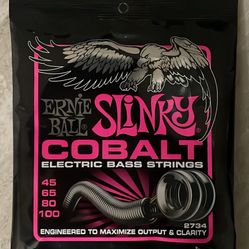 ERNIE
BALL
SLINKY
COBALT
ELECTRIC BASS STRINGS
45
65
80
100
2734
ENGINEERED TO MAXIMIZE OUTPUT & CLARITY